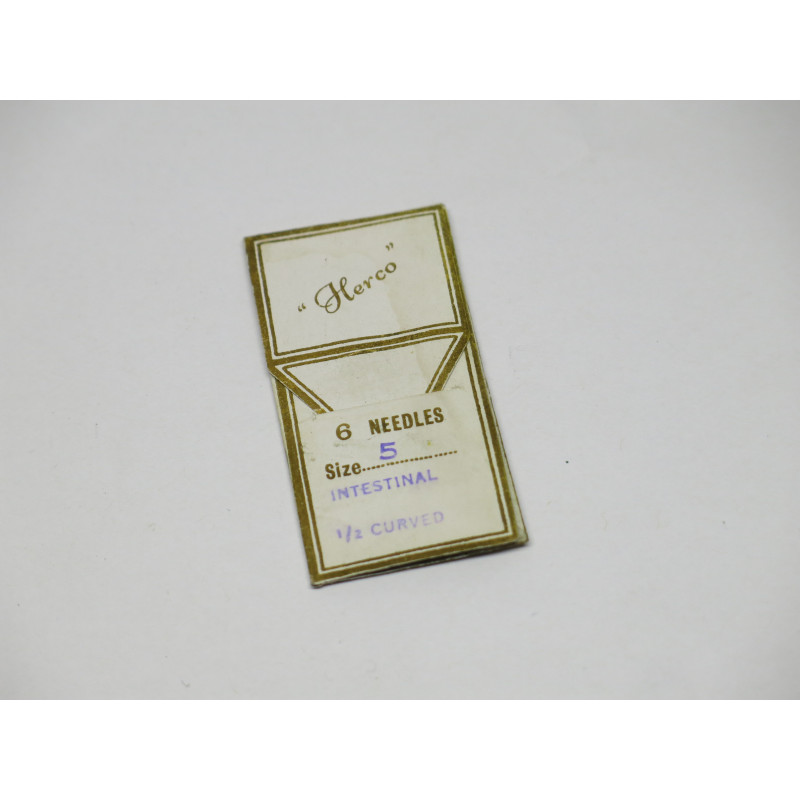 "Herco"
6 NEEDLES
Size.................... 5
INTESTINAL
1/2 CURVED